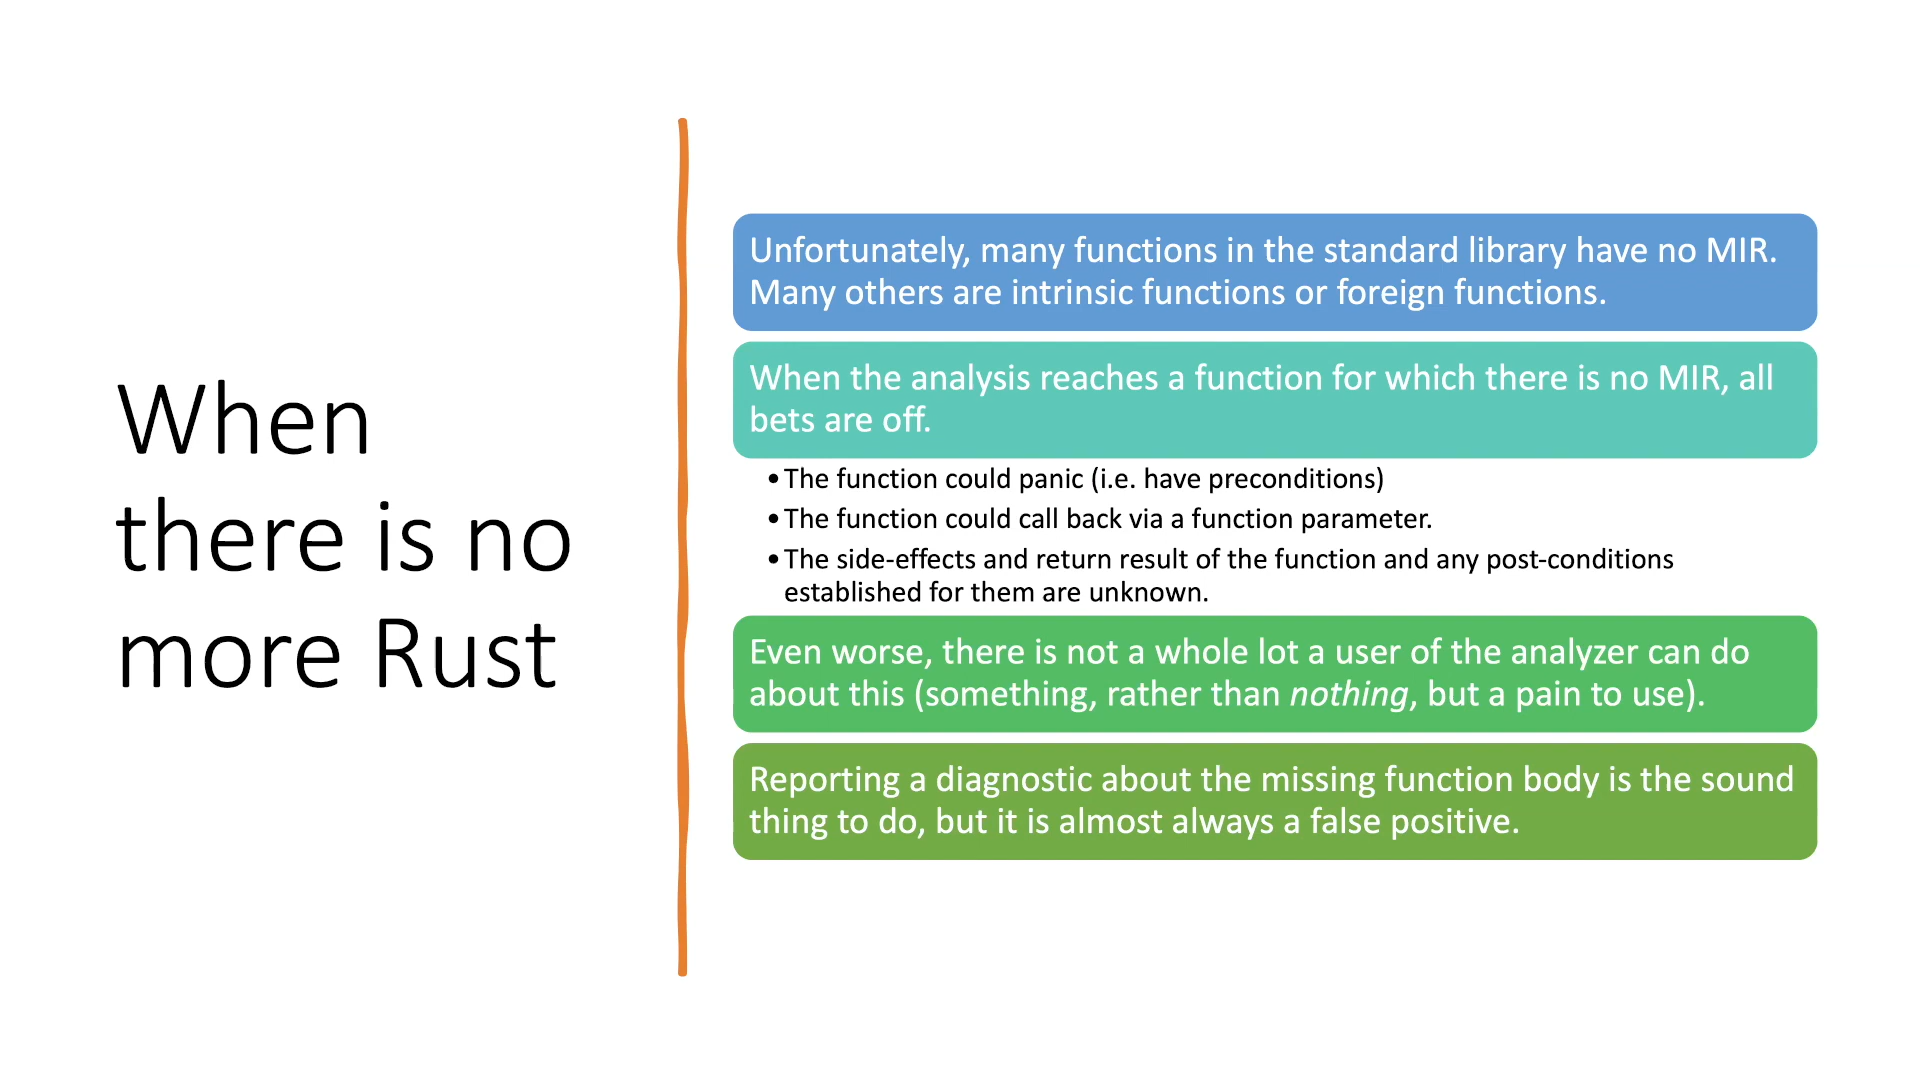 When
there is no
more Rust
Unfortunately, many functions in the standard library have no MIR.
Many others are intrinsic functions or foreign functions.
When the analysis reaches a function for which there is no MIR, all
bets are off.
•The function could panic (i.e. have preconditions)
•The function could call back via a function parameter.
•The side-effects and return result of the function and any post-conditions
established for them are unknown.
Even worse, there is not a whole lot a user of the analyzer can do
about this (something, rather than nothing, but a pain to use).
Reporting a diagnostic about the missing function body is the sound
thing to do, but it is almost always a false positive.